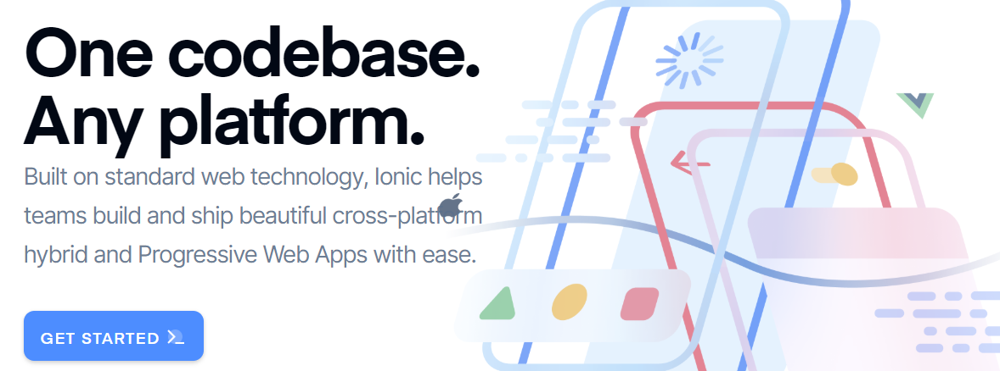 One codebase.
Any platform.
Built on standard web technology, Ionic helps
teams build and ship beautiful cross-platform
hybrid and Progressive Web Apps with ease.
GET STARTED